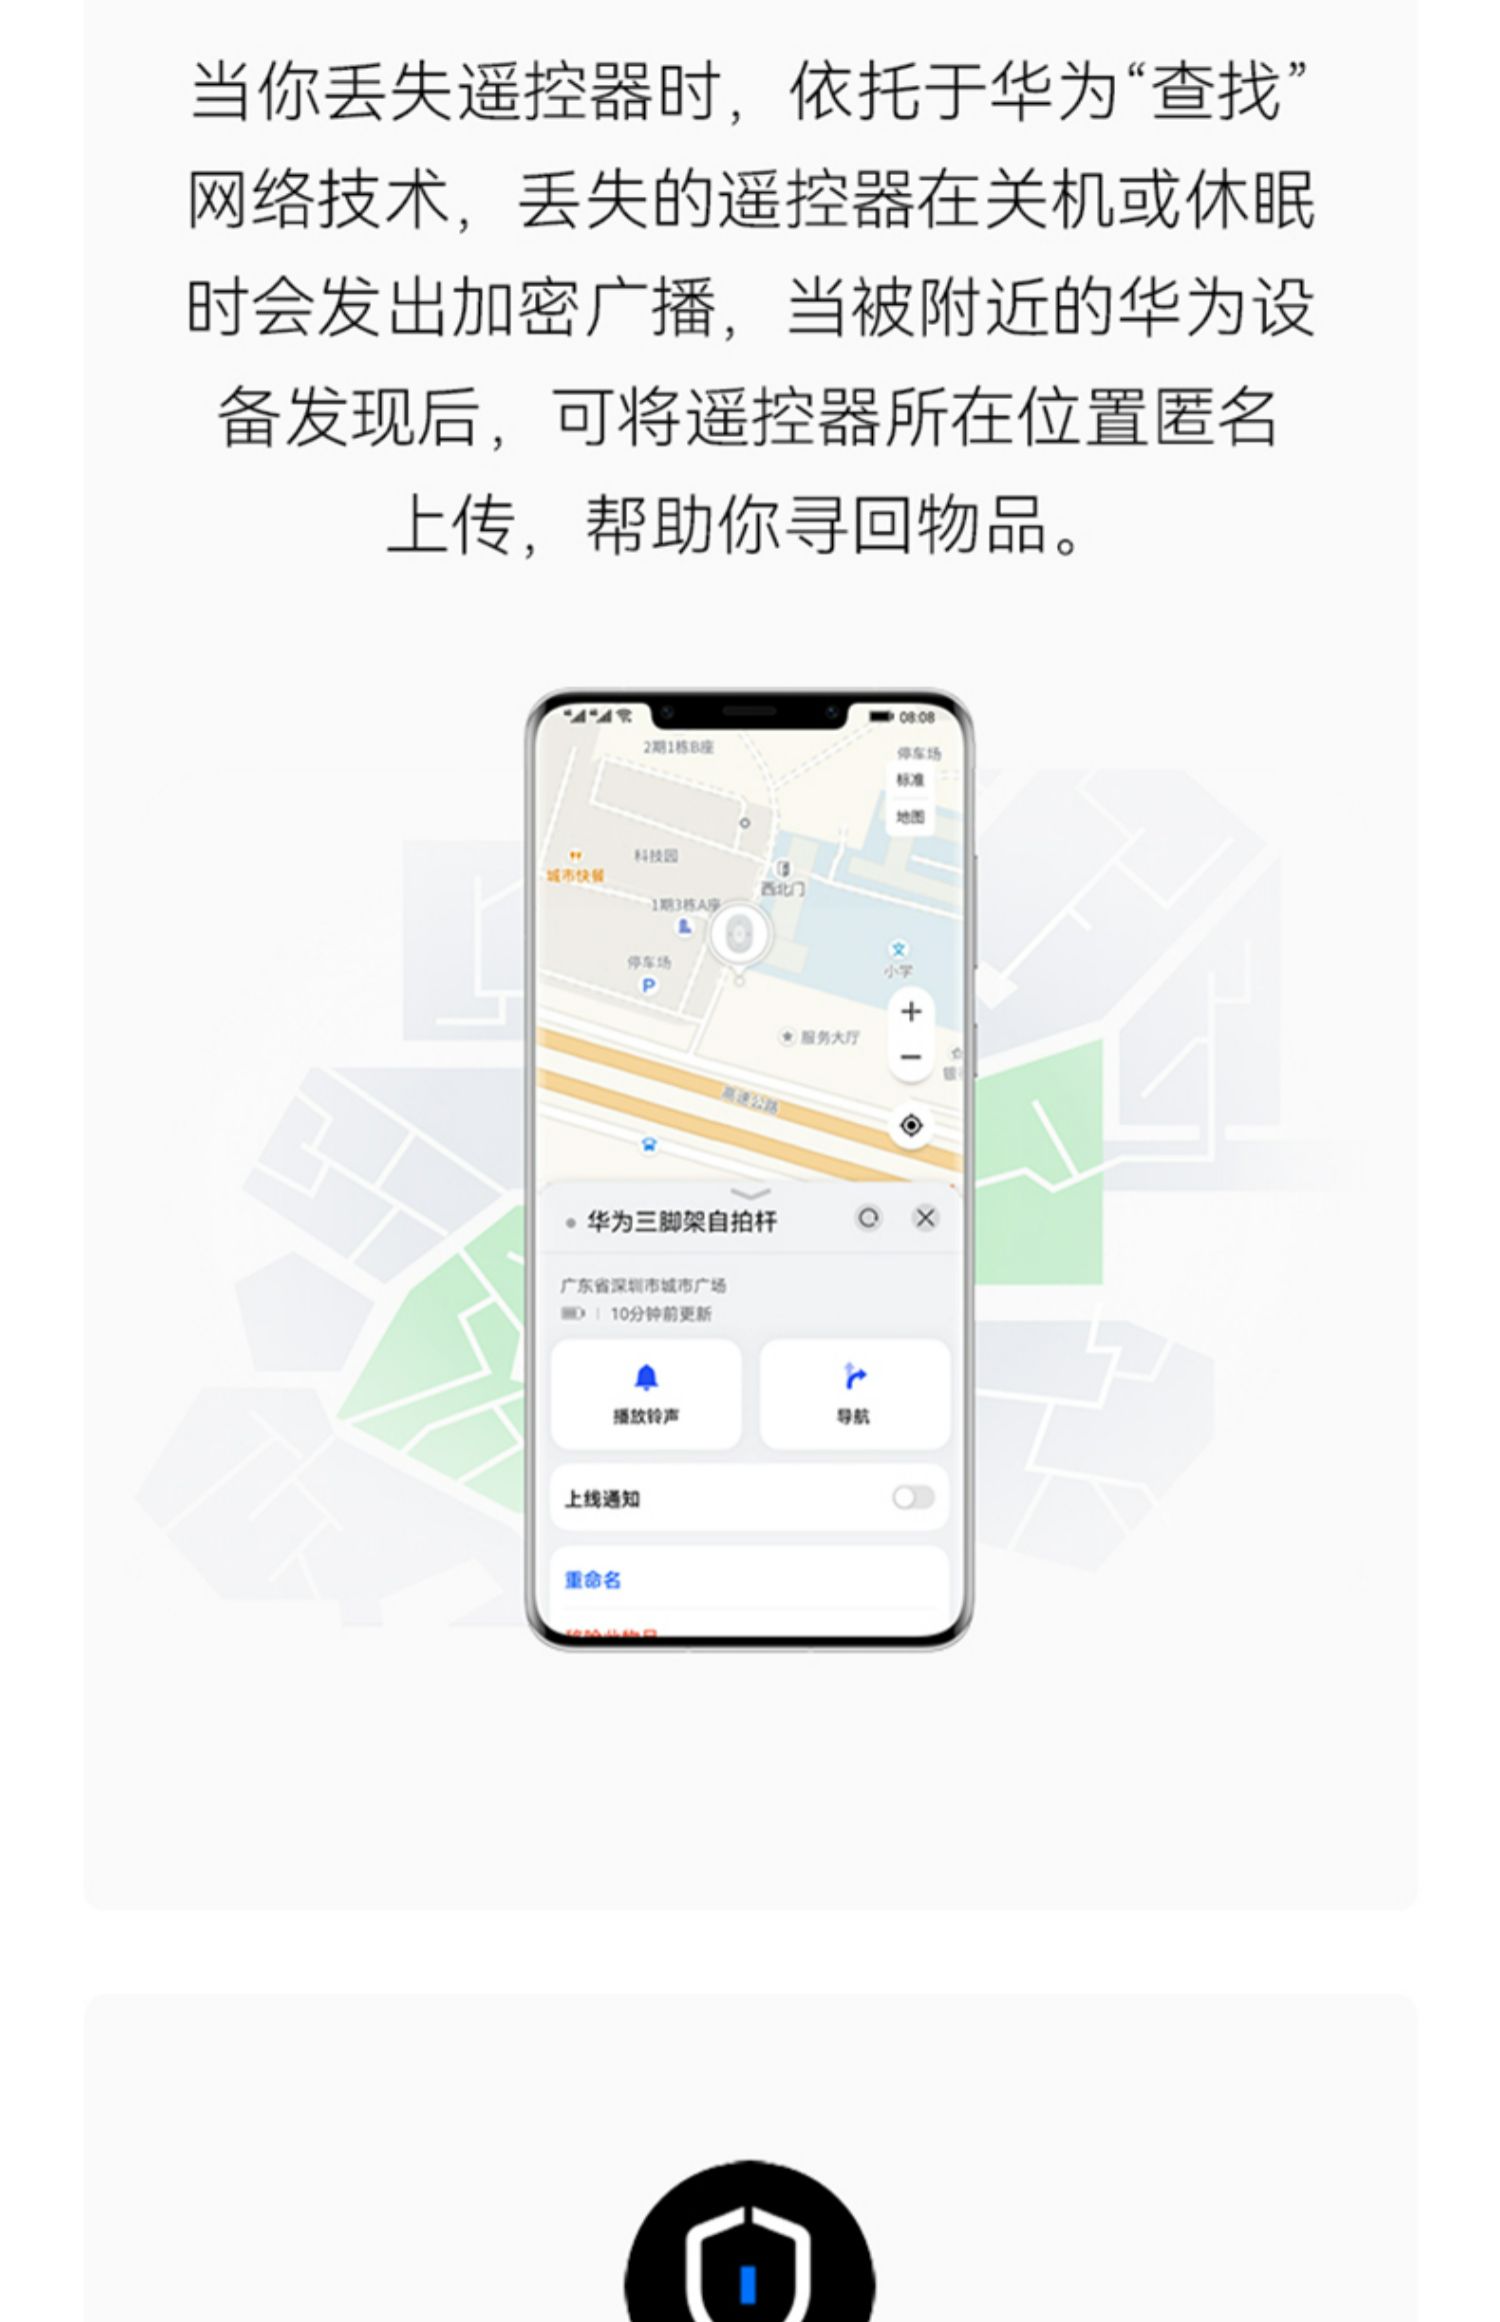 当你丢失遥控器时，依托于华为“查找”
网络技术，丢失的遥控器在关机或休眠
时会发出加密广播，当被附近的华为设
备发现后，可将遥控器所在位置匿名
上传，帮助你寻回物品。
08:08
2期1栋B座
停车场
标准
地图
科技园
城市快餐
西北门
1期3栋A座
停车场
P
文
小学
服务大厅
高速公路
华为三脚架自拍杆
广东省深圳市城市广场
10分钟前更新
播放铃声
导航
上线通知
重命名